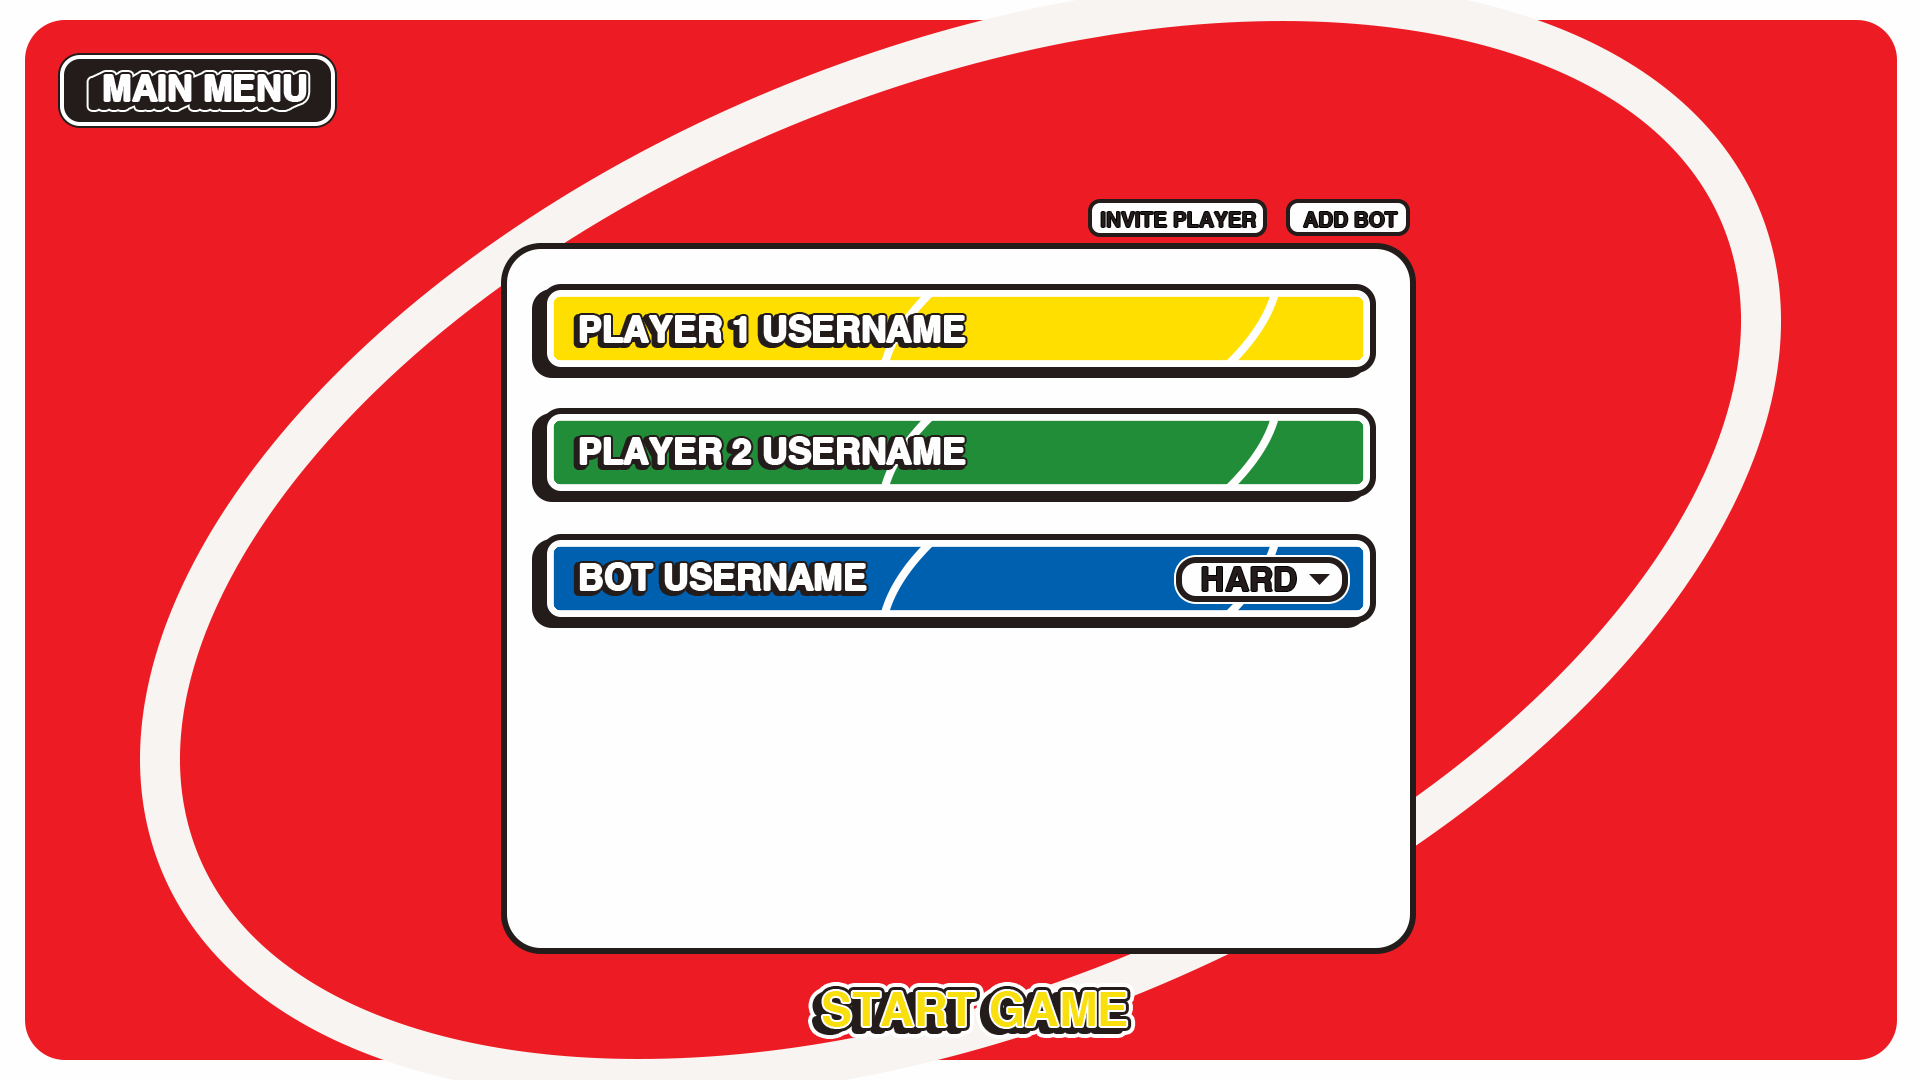 MAIN MENU
INVITE PLAYER
ADD BOT
PLAYER 1 USERNAME
PLAYER 2 USERNAME
BOT USERNAME
HARD
START GAME